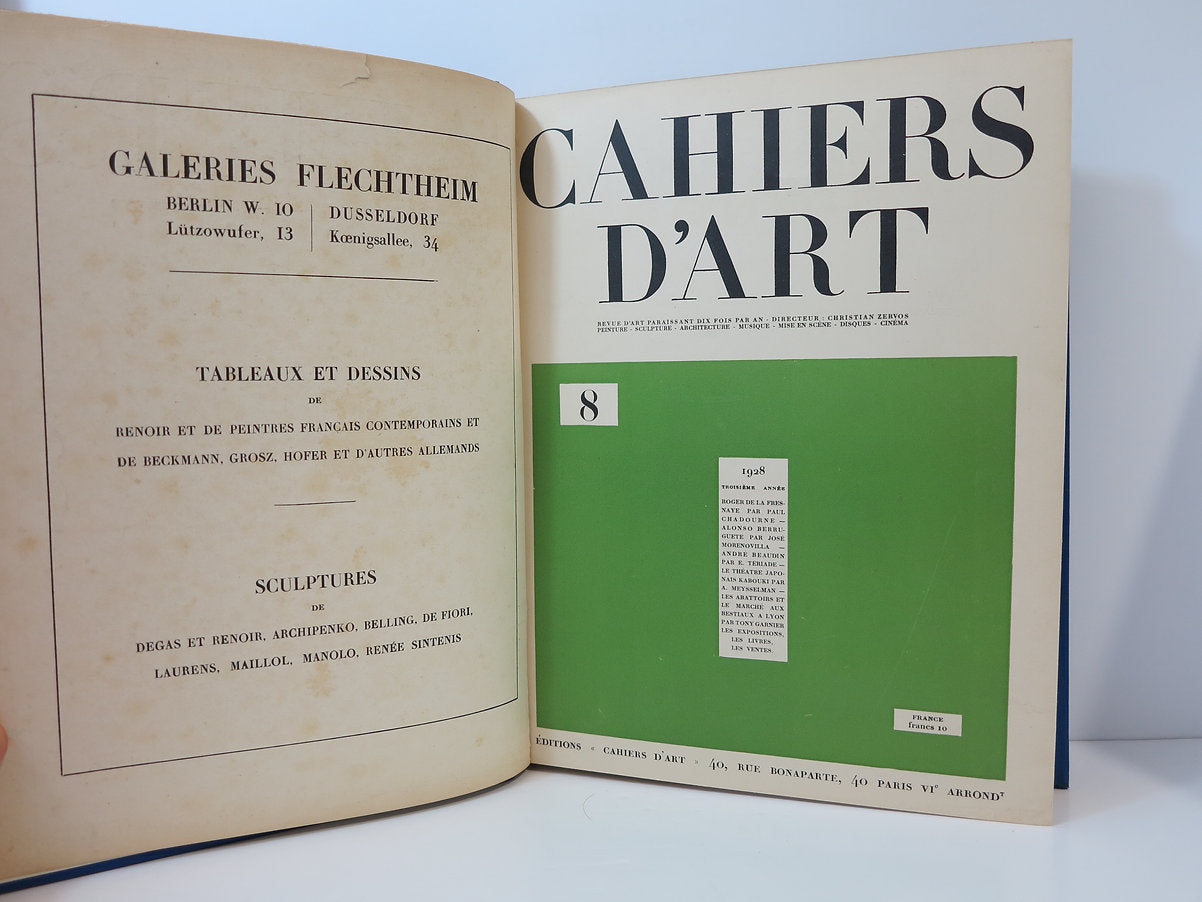 GALERIES FLECHTHEIM
BERLIN W. 10
Lützowufer, 13
DUSSELDORF
Kœnigsallee, 34
TABLEAUX ET DESSINS
DE
RENOIR ET DE PEINTRES FRANÇAIS CONTEMPORAINS ET
DE BECKMANN, GROSZ, HOFER ET D'AUTRES ALLEMANDS
SCULPTURES
DE
DEGAS ET RENOIR, ARCHIPENKO, BELLING, DE FIORI,
LAURENS, MAILLOL, MANOLO, RENÉE SINTENIS
CAHIERS
D'ART
REVUE D'ART PARAISSANT DIX FOIS PAR AN - DIRECTEUR : CHRISTIAN ZERVOS
PEINTURE - SCULPTURE - ARCHITECTURE - MUSIQUE - MISE EN SCÈNE - DISQUES - CINÉMA
8
1928
TROISIÈME ANNÉE
ROGER DE LA FRES-
NAYE PAR PAUL
CHADOURNE —
ALONSO BERRU-
GUETE PAR JOSÉ
MORENOVILLA —
ANDRÉ BEAUDIN
PAR E. TÉRIADE —
LE THÉATRE JAPO-
NAIS KABOUKI PAR
A. MEYSSELMAN —
LES ABATTOIRS ET
LE MARCHÉ AUX
BESTIAUX A LYON
PAR TONY GARNIER
LES EXPOSITIONS,
LES LIVRES,
LES VENTES.
FRANCE
francs 10
ÉDITIONS « CAHIERS D'ART » 40, RUE BONAPARTE, 40 PARIS VIᵉ ARRONDᵀ